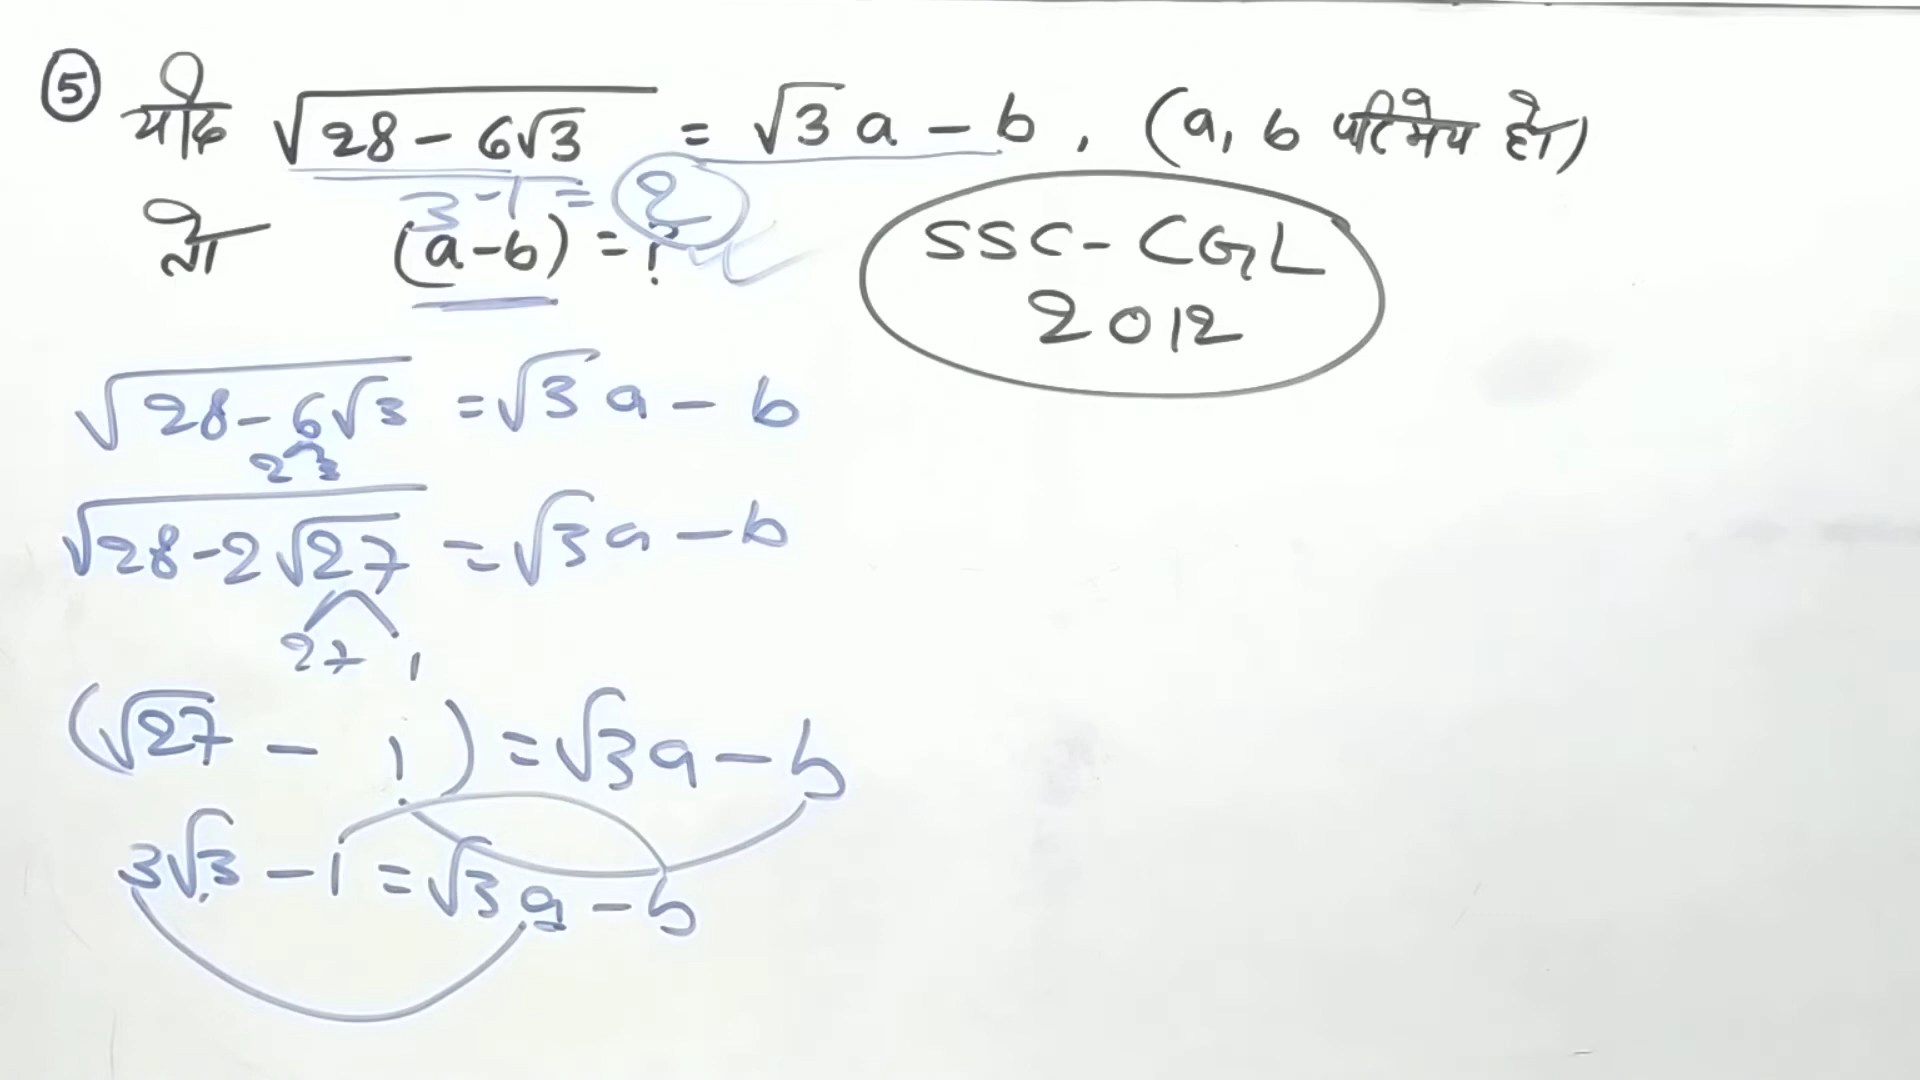 ⑤ यदि √(28 - 6√3) = √3 a - b , (a, b परिमेय हो)
3 - 1 = 2
तो (a-b) = ?
SSC- CGL
2012
√(28 - 6√3) = √3 a - b
2 3
√(28 - 2√27) = √3 a - b
27 1
(√27 - 1) = √3 a - b
3√3 - 1 = √3 a - b